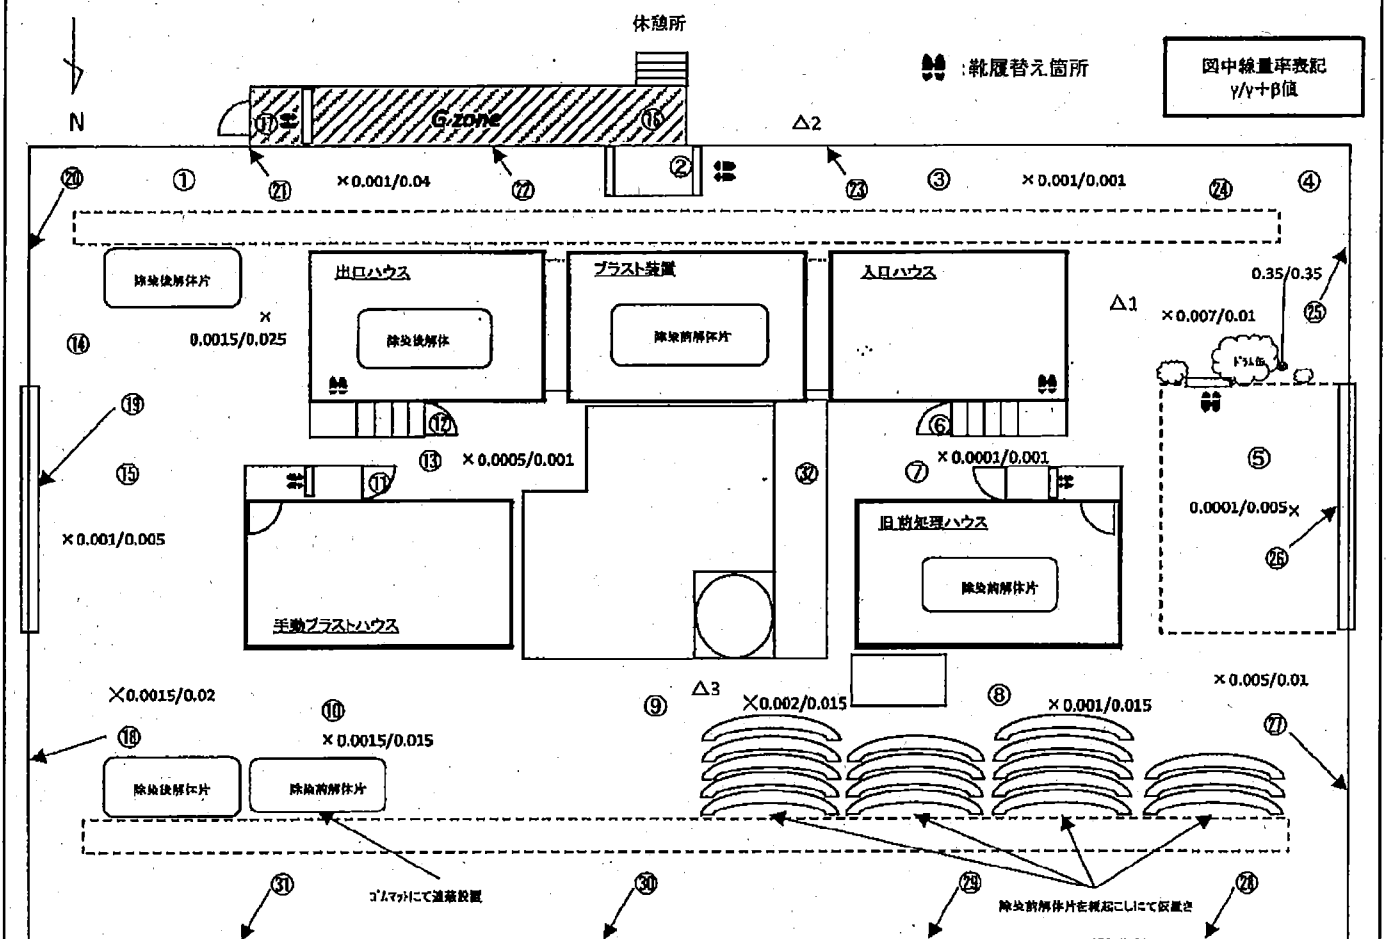 休憩所
:靴履替え箇所
図中線量率表記
γ/γ+β値
N
G zone
⑰
⑯
△2
⑳
①
㉑
×0.001/0.04
㉒
②
㉓
③
×0.001/0.001
㉔
④
出口ハウス
ブラスト装置
入口ハウス
0.35/0.35
除染後解体片
△1
×0.007/0.01
㉕
×
0.0015/0.025
除染後解体
除染前解体片
ドラム缶
⑭
⑲
⑫
⑥
⑮
⑬
×0.0005/0.001
㉜
⑦
×0.0001/0.001
⑤
⑪
0.0001/0.005×
×0.001/0.005
旧前処理ハウス
㉖
除染前解体片
手動ブラストハウス
×0.0015/0.02
△3
×0.005/0.01
⑩
⑨
×0.002/0.015
⑧
×0.001/0.015
⑱
×0.0015/0.015
㉗
除染後解体片
除染前解体片
㉛
ゴムマットにて遮蔽設置
㉚
㉙
除染前解体片を縦起こしにて仮置き
㉘